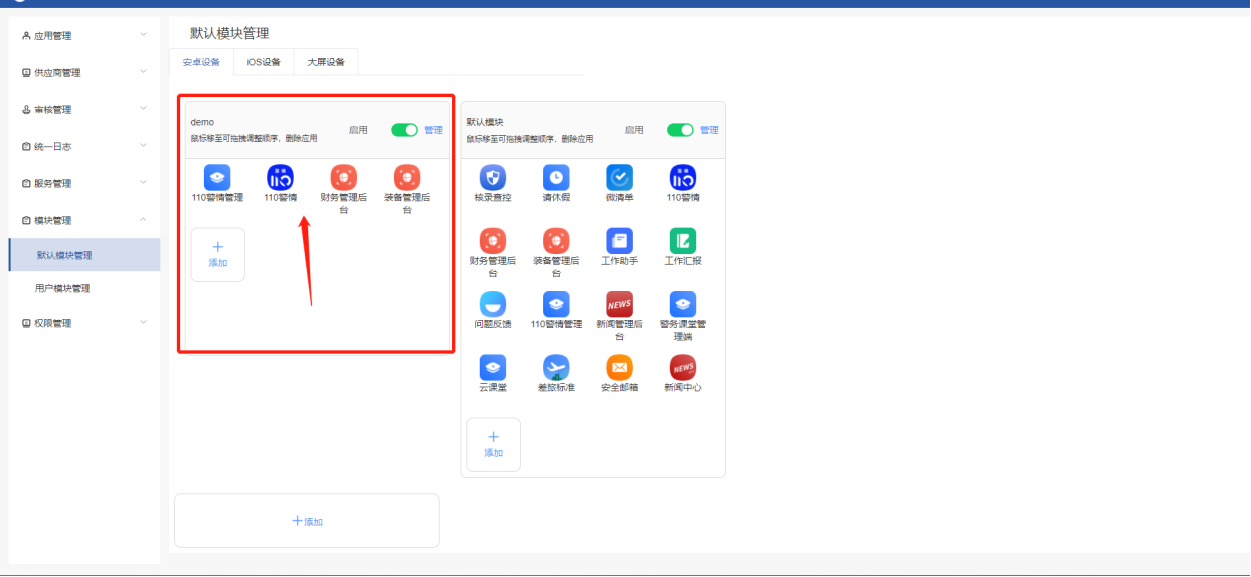 应用管理
供应商管理
审核管理
统一日志
服务管理
模块管理
默认模块管理
用户模块管理
权限管理
默认模块管理
安卓设备
iOS设备
大屏设备
demo
鼠标移至可拖拽调整顺序，删除应用
启用
管理
110警情管理
110警情
财务管理后
台
装备管理后
台
添加
默认模块
鼠标移至可拖拽调整顺序，删除应用
启用
管理
核录查控
请休假
微清单
110警情
财务管理后
台
装备管理后
台
工作助手
工作汇报
问题反馈
110警情管理
NEWS
新闻管理后
台
警务课堂管
理端
云课堂
差旅标准
安全邮箱
NEWS
新闻中心
添加
添加